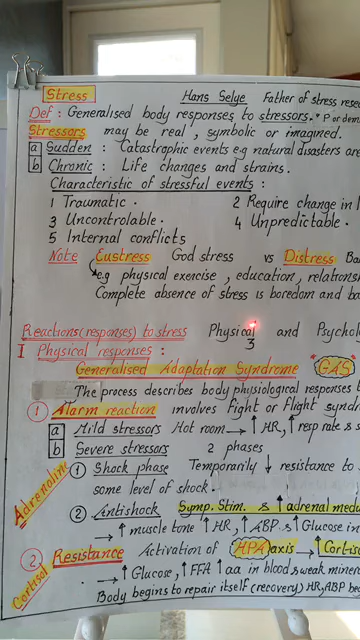 Stress Hans Selye Father of stress rese
Def: Generalised body responses to stressors. * P or dem
Stressors may be real, symbolic or imagined.
a Sudden : Catastrophic events e.g natural disasters are
b Chronic : Life changes and strains.
Characteristic of stressful events :
1 Traumatic. 2 Require change in l
3 Uncontrollable. 4 Unpredictable.
5 Internal conflicts
Note Eustress God stress vs Distress Ba
e.g physical exercise, education, relations
Complete absence of stress is boredom and
Reactions (responses) to stress Physical and Psychol
3
I Physical responses :
Generalised Adaptation Syndrome "GAS"
The process describes body physiological responses
① Alarm reaction involves Fight or flight syndr
a Mild stressors Hot room → ↑ HR, ↑ resp rate &
b Severe stressors 2 phases
① Shock phase Temporarily ↓ resistance to
some level of shock.
Adrenaline
② Antishock Symp. Stim. & ↑ adrenal medu
→ ↑ muscle tone ↑ HR, ↑ ABP & ↑ Glucose in
② Resistance Activation of HPA axis → Cortiso
Cortisol
→ ↑ Glucose, ↑ FFA ↑ aa in blood & weak miner
Body begins to repair itself (recovery) HR, ABP be